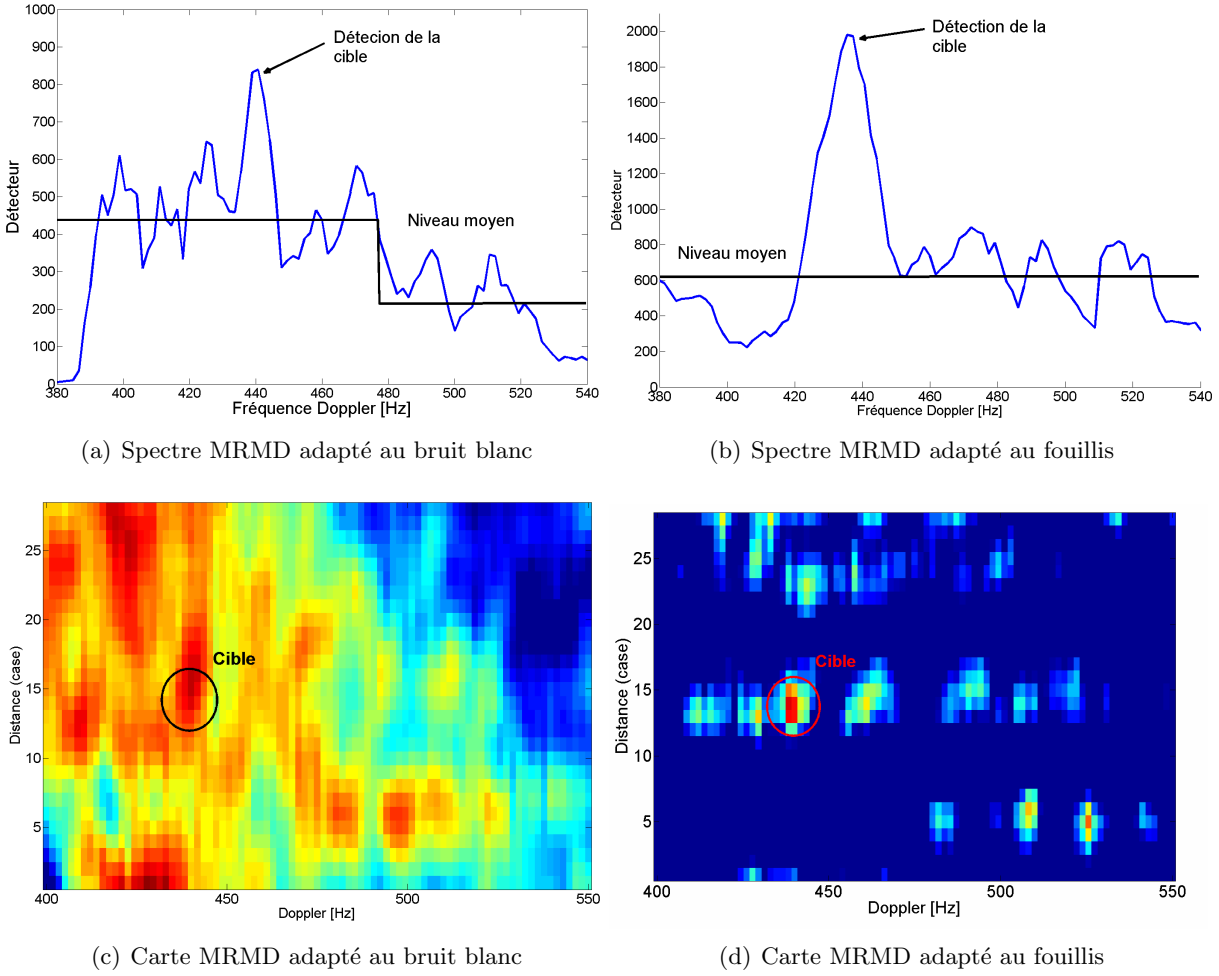 1000
900
800
700
600
500
400
300
200
100
0
380
400
420
440
460
480
500
520
540
Détecteur
Fréquence Doppler [Hz]
Détecion de la
cible
Niveau moyen
(a) Spectre MRMD adapté au bruit blanc
2000
1800
1600
1400
1200
1000
800
600
400
200
0
380
400
420
440
460
480
500
520
540
Détecteur
Fréquence Doppler [Hz]
Détection de la
cible
Niveau moyen
(b) Spectre MRMD adapté au fouillis
25
20
15
10
5
400
450
500
550
Distance (case)
Doppler [Hz]
Cible
(c) Carte MRMD adapté au bruit blanc
25
20
15
10
5
400
450
500
550
Distance (case)
Doppler [Hz]
Cible
(d) Carte MRMD adapté au fouillis